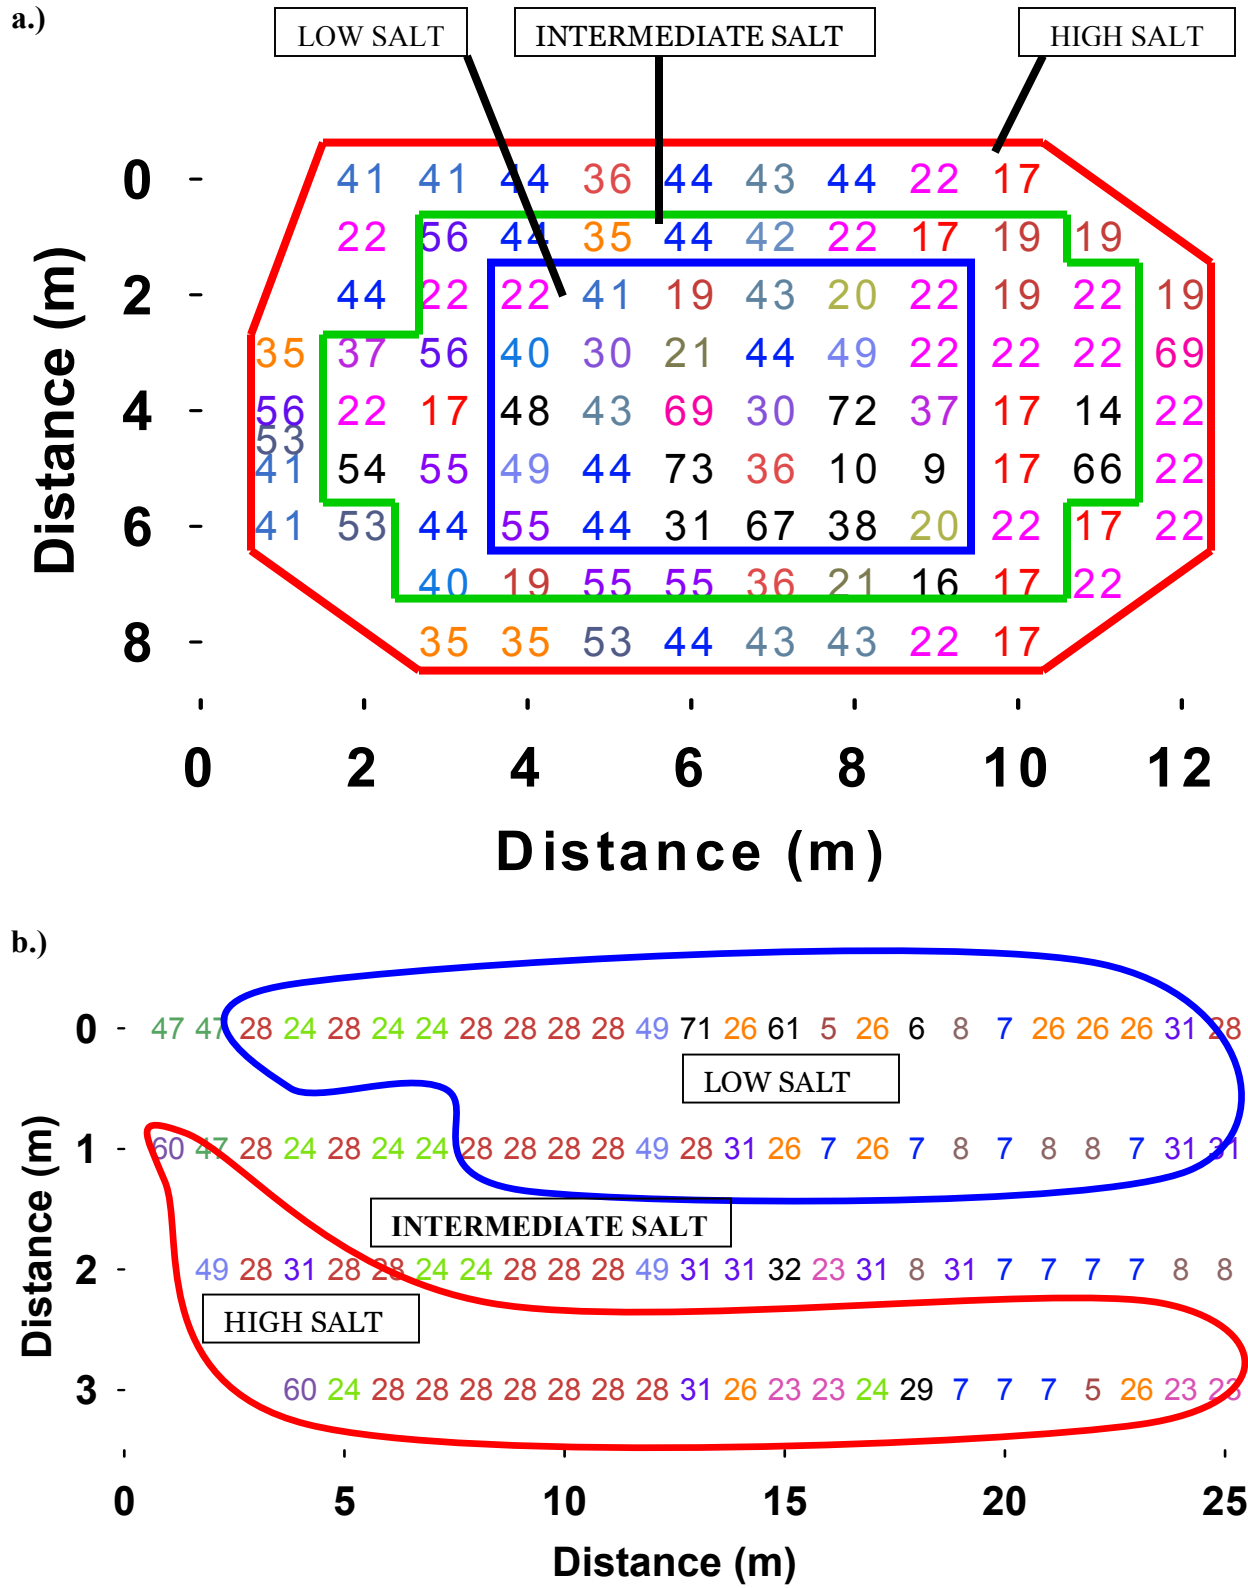 a.)
LOW SALT INTERMEDIATE SALT HIGH SALT
0 - 41 41 44 36 44 43 44 22 17
22 56 44 35 44 42 22 17 19 19
2 - 44 22 22 41 19 43 20 22 19 22 19
35 37 56 40 30 21 44 49 22 22 22 69
4 - 56 22 17 48 43 69 30 72 37 17 14 22
53
41 54 55 49 44 73 36 10 9 17 66 22
6 - 41 53 44 55 44 31 67 38 20 22 17 22
40 19 55 55 36 21 16 17 22
8 - 35 35 53 44 43 43 22 17
0 2 4 6 8 10 12
Distance (m)
Distance (m)
b.)
0 - 47 47 28 24 28 24 24 28 28 28 28 49 71 26 61 5 26 6 8 7 26 26 26 31 28
LOW SALT
1 - 60 47 28 24 28 24 24 28 28 28 28 49 28 31 26 7 26 7 8 7 8 8 7 31 31
INTERMEDIATE SALT
2 - 49 28 31 28 28 24 24 28 28 28 49 31 31 32 23 31 8 31 7 7 7 7 8 8
HIGH SALT
3 - 60 24 28 28 28 28 28 28 28 31 26 23 23 24 29 7 7 7 5 26 23 23
0 5 10 15 20 25
Distance (m)
Distance (m)